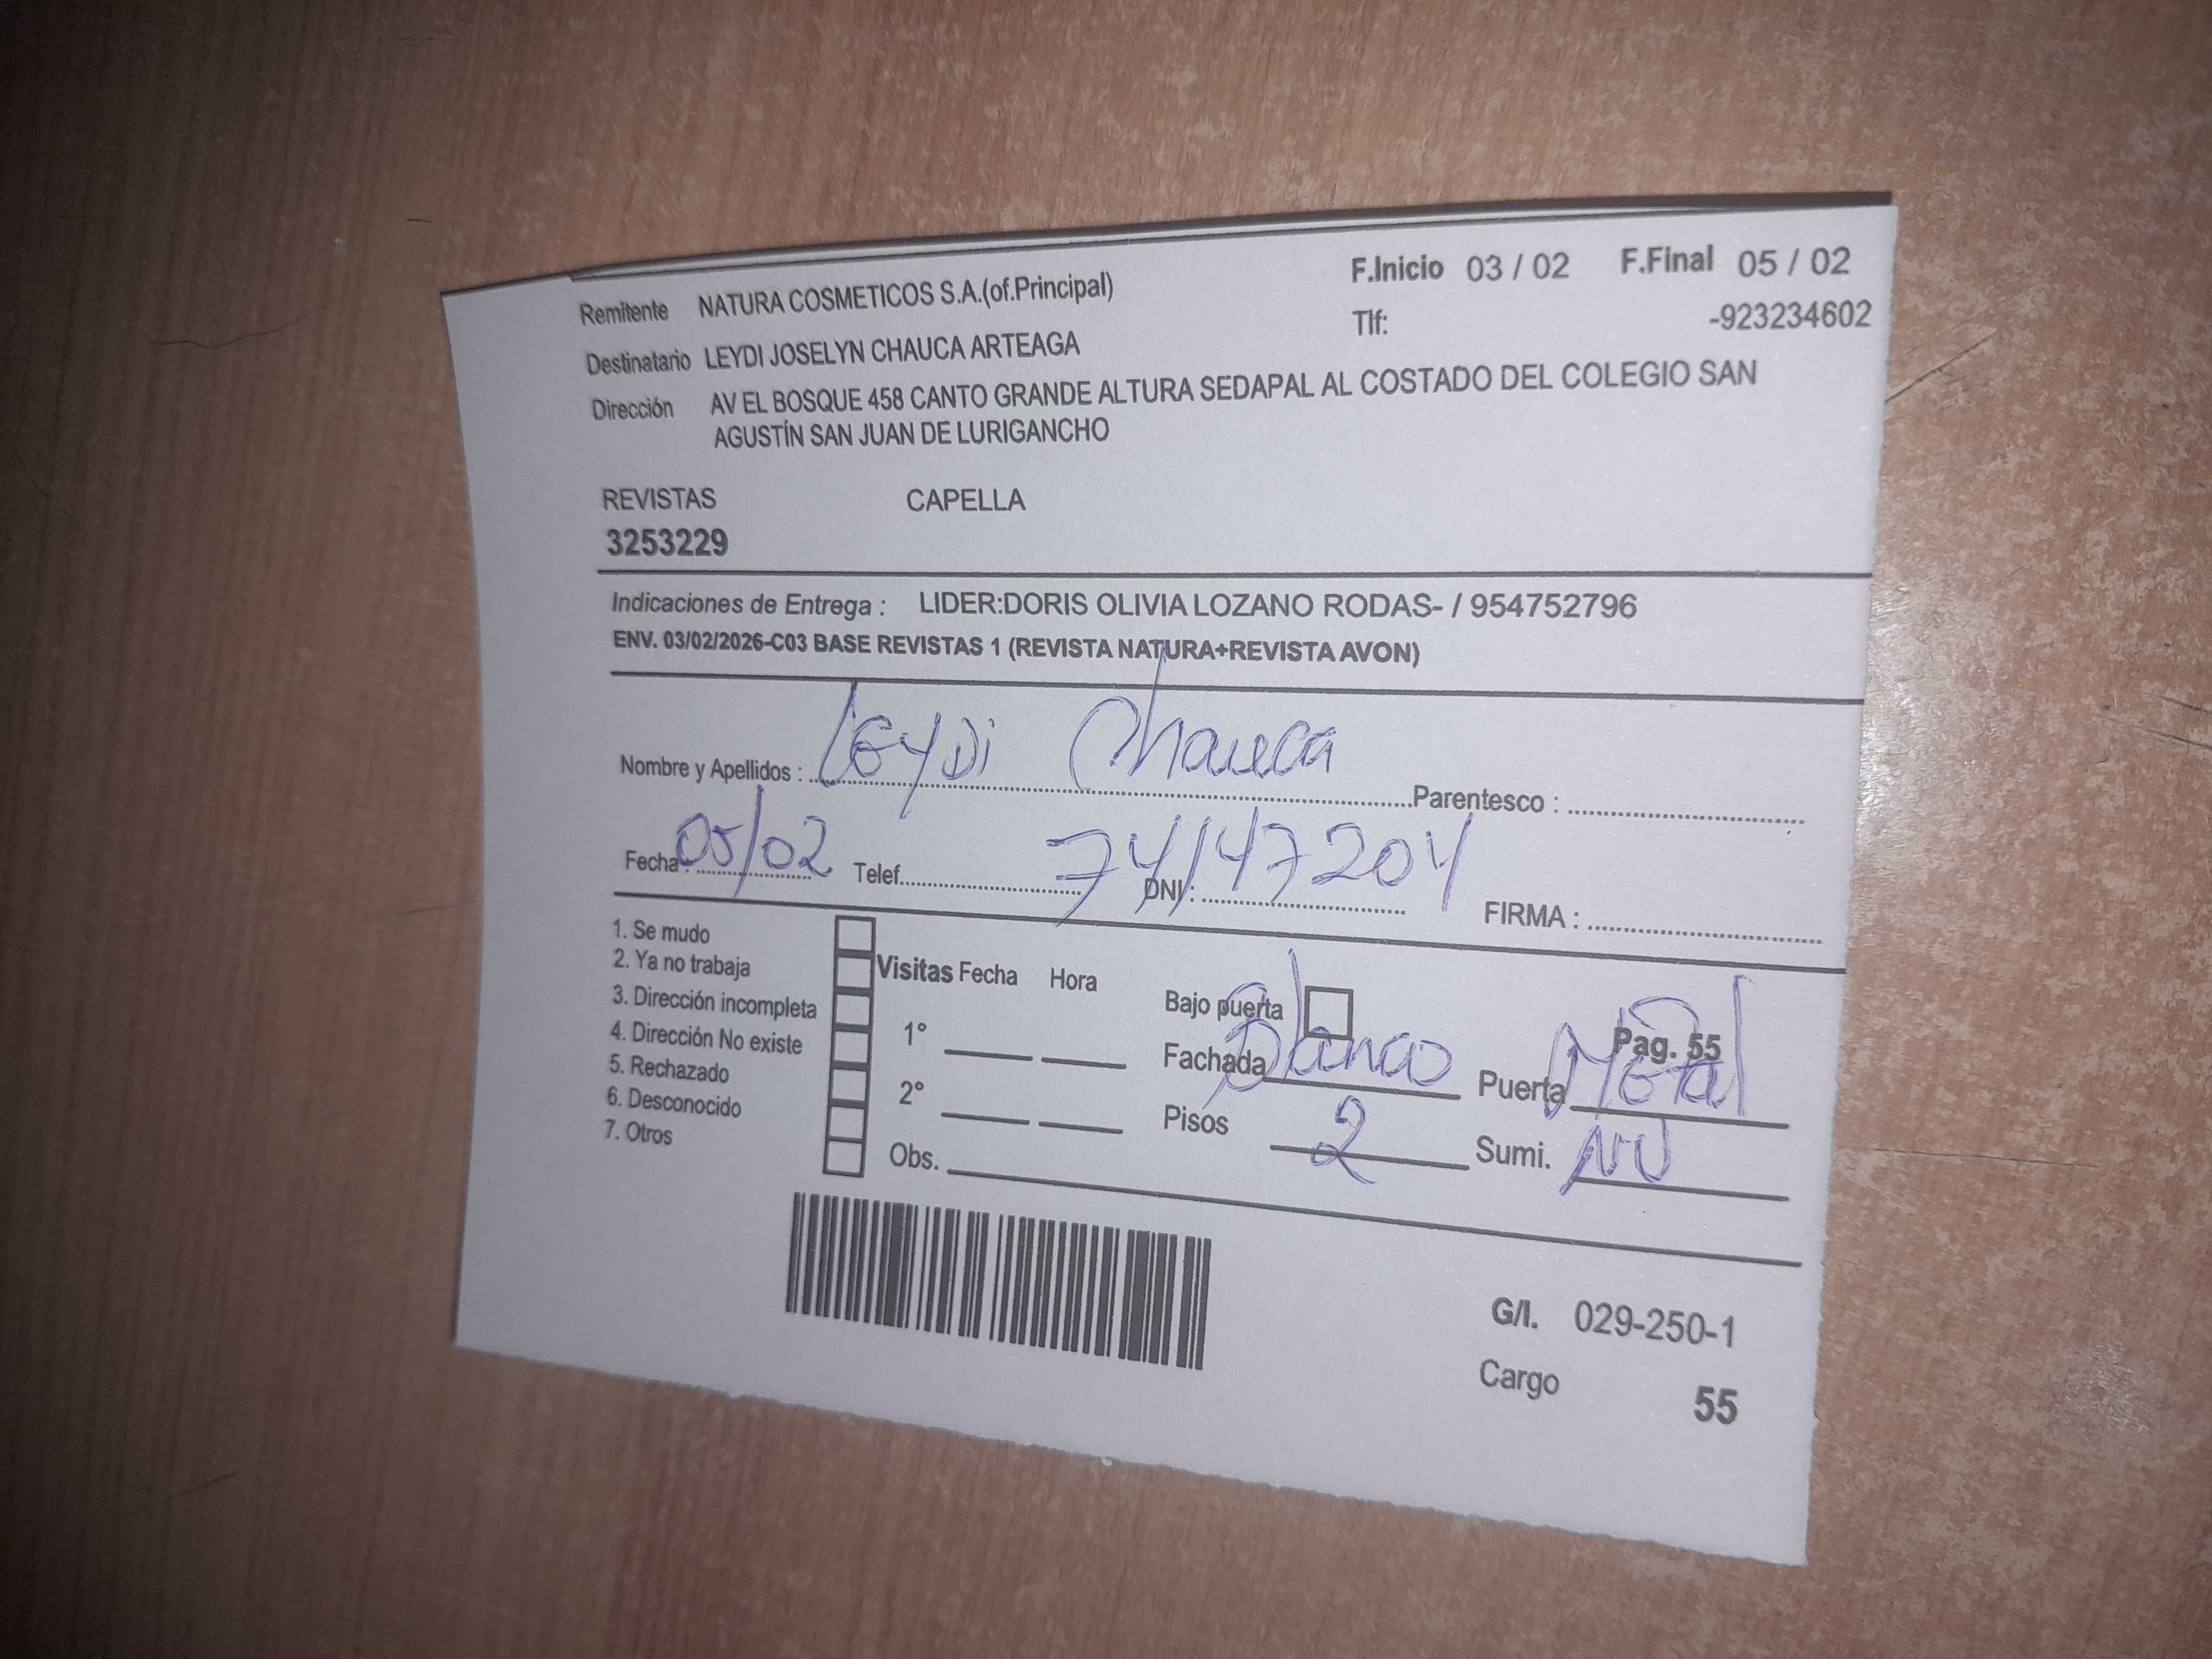 Remitente NATURA COSMETICOS S.A.(of.Principal) F.Inicio 03 / 02 F.Final 05 / 02
Destinatario LEYDI JOSELYN CHAUCA ARTEAGA Tlf: -923234602
Dirección AV EL BOSQUE 458 CANTO GRANDE ALTURA SEDAPAL AL COSTADO DEL COLEGIO SAN
AGUSTÍN SAN JUAN DE LURIGANCHO
REVISTAS CAPELLA
3253229
Indicaciones de Entrega : LIDER:DORIS OLIVIA LOZANO RODAS- / 954752796
ENV. 03/02/2026-C03 BASE REVISTAS 1 (REVISTA NATURA+REVISTA AVON)
Nombre y Apellidos : Leydi Chauca Parentesco :
Fecha : 05/02 Telef. DNI : 74147204 FIRMA :
1. Se mudo
2. Ya no trabaja Visitas Fecha Hora
3. Dirección incompleta Bajo puerta Pag. 55
4. Dirección No existe 1° Fachada blanco Puerta Metal
5. Rechazado
6. Desconocido 2° Pisos 2 Sumi. NU
7. Otros Obs.
G/I. 029-250-1
Cargo 55